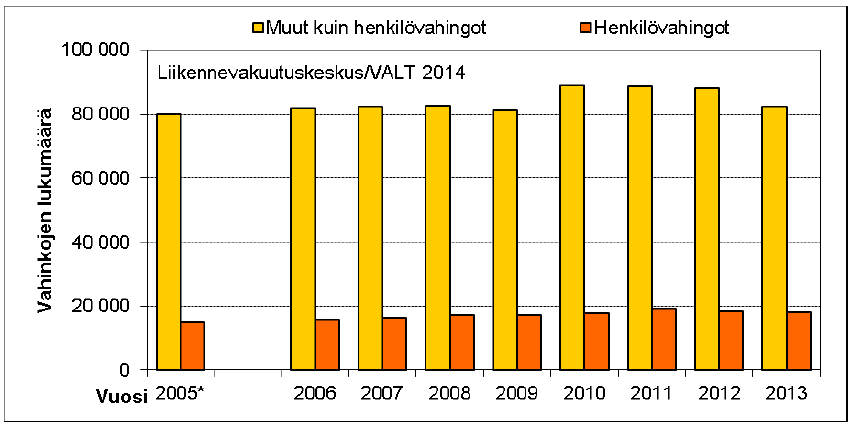 Muut kuin henkilövahingot Henkilövahingot
Liikennevakuutuskeskus/VALT 2014
Vahinkojen lukumäärä
100 000
80 000
60 000
40 000
20 000
0
Vuosi 2005* 2006 2007 2008 2009 2010 2011 2012 2013